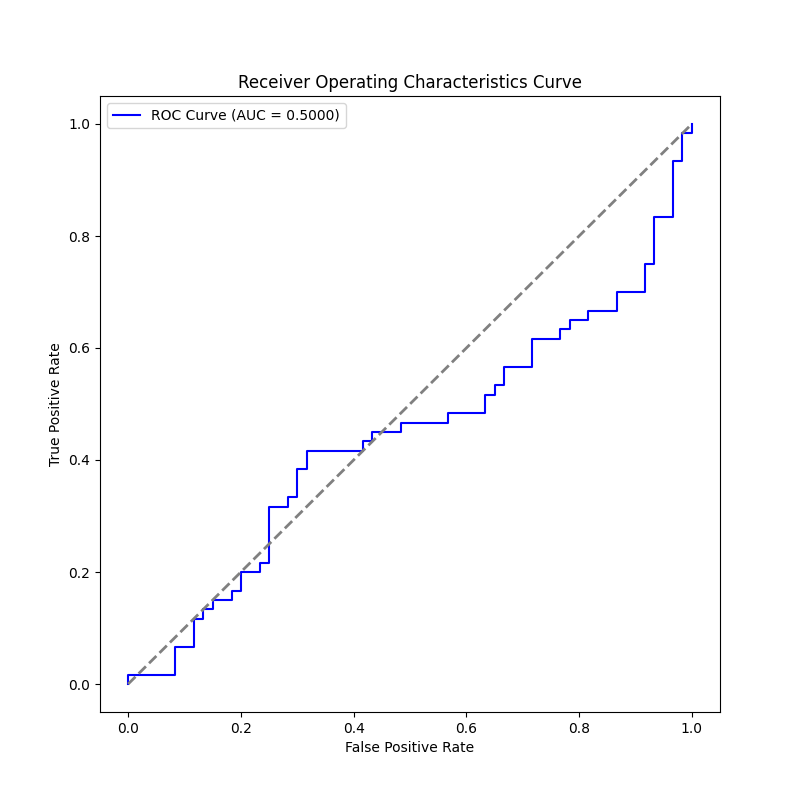 Receiver Operating Characteristics Curve
ROC Curve (AUC = 0.5000)
1.0
0.8
0.6
0.4
0.2
0.0
True Positive Rate
0.0 0.2 0.4 0.6 0.8 1.0
False Positive Rate